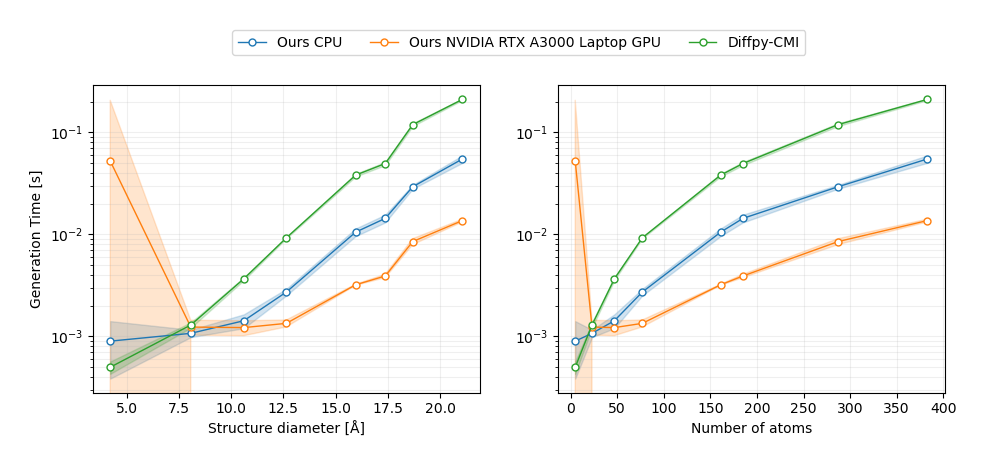 Ours CPU Ours NVIDIA RTX A3000 Laptop GPU Diffpy-CMI
Generation Time [s]
10⁻¹
10⁻²
10⁻³
5.0 7.5 10.0 12.5 15.0 17.5 20.0
Structure diameter [Å]
10⁻¹
10⁻²
10⁻³
0 50 100 150 200 250 300 350 400
Number of atoms